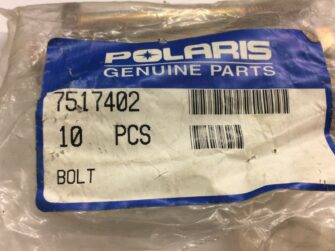 POLARIS
GENUINE PARTS
7517402
10 PCS
BOLT